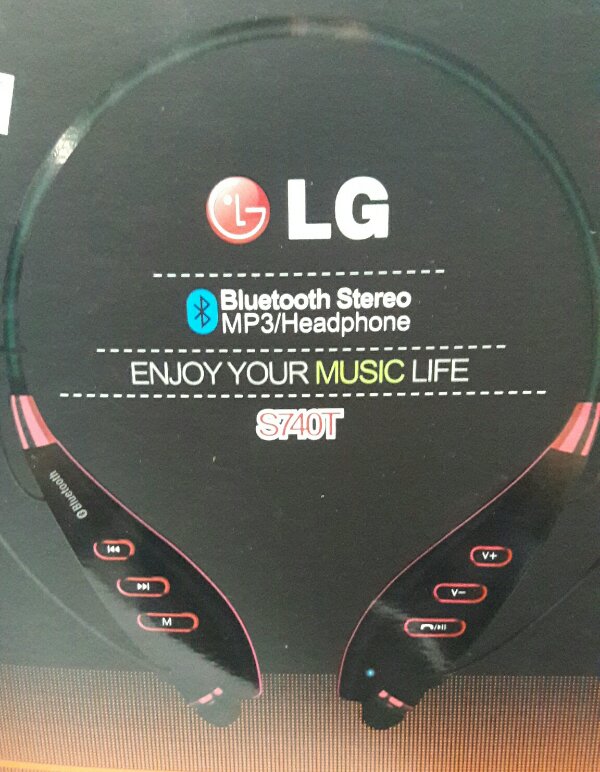 LG
Bluetooth Stereo
MP3/Headphone
ENJOY YOUR MUSIC LIFE
S740T
Bluetooth
V+
V-
M